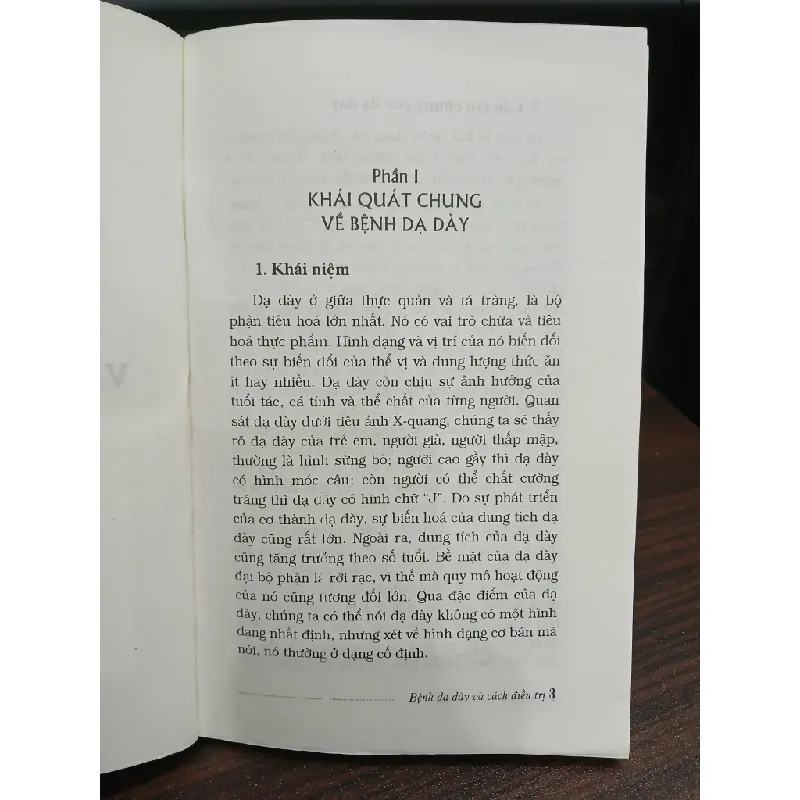 Phần I
KHÁI QUÁT CHUNG
VỀ BỆNH DẠ DÀY
1. Khái niệm
Dạ dày ở giữa thực quản và tá tràng, là bộ
phận tiêu hoá lớn nhất. Nó có vai trò chứa và tiêu
hoá thực phẩm. Hình dạng và vị trí của nó biến đổi
theo sự biến đổi của thể vị và dung lượng thức ăn
ít hay nhiều. Dạ dày còn chịu sự ảnh hưởng của
tuổi tác, cá tính và thể chất của từng người. Quan
sát dạ dày dưới tiêu ảnh X-quang, chúng ta sẽ thấy
rõ dạ dày của trẻ em, người già, người thấp mập,
thường là hình sừng bò; người cao gầy thì dạ dày
có hình móc câu; còn người có thể chất cường
tráng thì dạ dày có hình chữ "J". Do sự phát triển
của cơ thành dạ dày, sự biến hoá của dung tích dạ
dày cũng rất lớn. Ngoài ra, dung tích của dạ dày
cũng tăng trưởng theo số tuổi. Bề mặt của dạ dày
đại bộ phận là rời rạc, vì thế mà quy mô hoạt động
của nó cũng tương đối lớn. Qua đặc điểm của dạ
dày, chúng ta có thể nói dạ dày không có một hình
dạng nhất định, nhưng xét về hình dạng cơ bản mà
nói, nó thường ở dạng cố định.
Bệnh dạ dày và cách điều trị 3
V